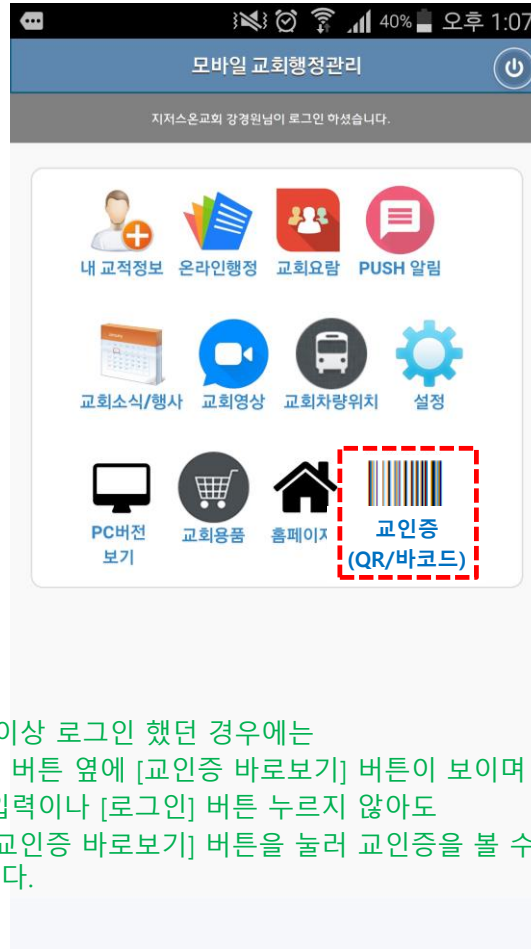 40% 오후 1:07
모바일 교회행정관리
지저스온교회 강경원님이 로그인 하셨습니다.
내 교적정보 온라인행정 교회요람 PUSH 알림
교회소식/행사 교회영상 교회차량위치 설정
PC버전 교회용품 홈페이지 교인증
보기 (QR/바코드)
이상 로그인 했던 경우에는
버튼 옆에 [교인증 바로보기] 버튼이 보이며
입력이나 [로그인] 버튼 누르지 않아도
교인증 바로보기] 버튼을 눌러 교인증을 볼 수
다.